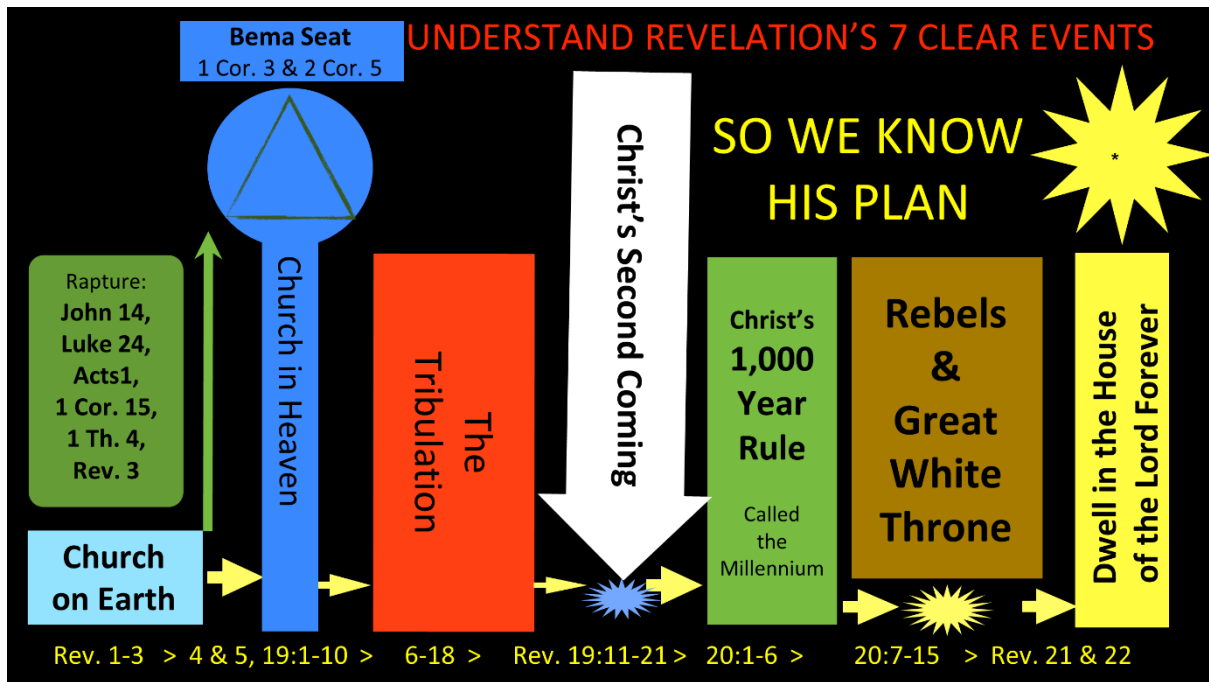 Bema Seat
1 Cor. 3 & 2 Cor. 5
UNDERSTAND REVELATION’S 7 CLEAR EVENTS
SO WE KNOW
HIS PLAN
*
Rapture:
John 14,
Luke 24,
Acts1,
1 Cor. 15,
1 Th. 4,
Rev. 3
Church
on Earth
Church in Heaven
The
Tribulation
Christ’s Second Coming
Christ’s
1,000
Year
Rule
Called
the
Millennium
Rebels
&
Great
White
Throne
Dwell in the House
of the Lord Forever
Rev. 1-3 > 4 & 5, 19:1-10 > 6-18 > Rev. 19:11-21 > 20:1-6 > 20:7-15 > Rev. 21 & 22